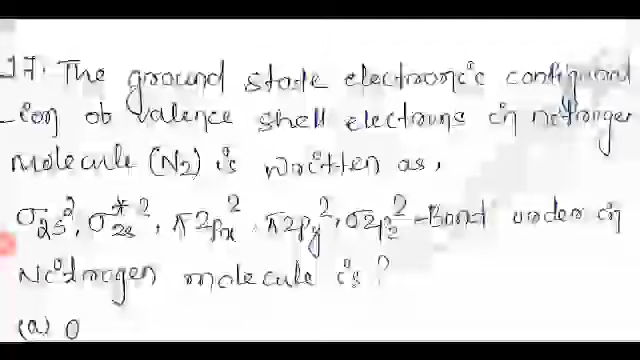 17. The ground state electronic configurat
-ion of valence shell electrons in nitrogen
molecule (N2) is written as,
σ2s², σ*2s², π2px², π2py², σ2pz² - Bond order in
Nitrogen molecule is?
(a) 0